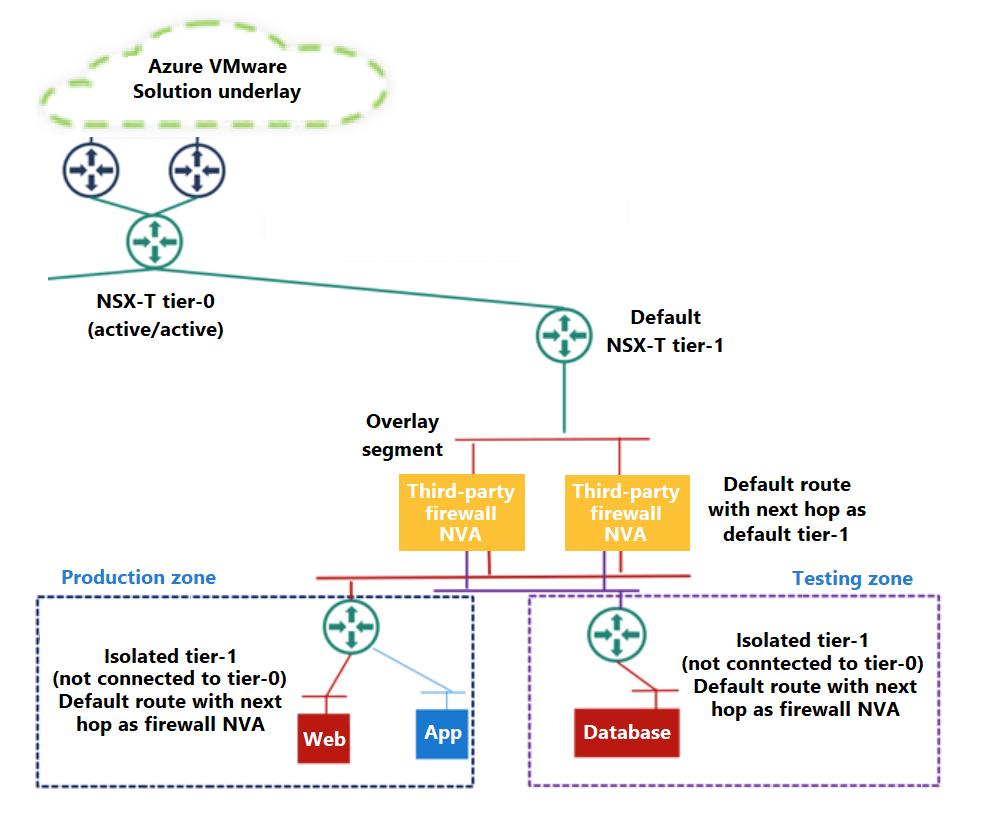 Azure VMware
Solution underlay
NSX-T tier-0
(active/active)
Default
NSX-T tier-1
Overlay
segment
Third-party
firewall
NVA
Third-party
firewall
NVA
Default route
with next hop as
default tier-1
Production zone
Testing zone
Isolated tier-1
(not connected to tier-0)
Default route with next
hop as firewall NVA
Web
App
Isolated tier-1
(not conntected to tier-0)
Default route with next
hop as firewall NVA
Database